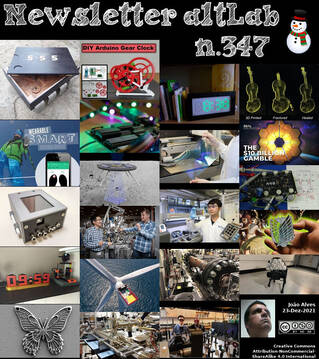 Newsletter altLab
n.347
SOS
DIY Arduino Gear Clock
3D Printed Fractured Healed
WEARABLE
SMART
THE
$10 BILLION
GAMBLE
09:59
João Alves
23-Dez-2021
Creative Commons
Attribution-NonCommercial-
ShareAlike 4.0 International